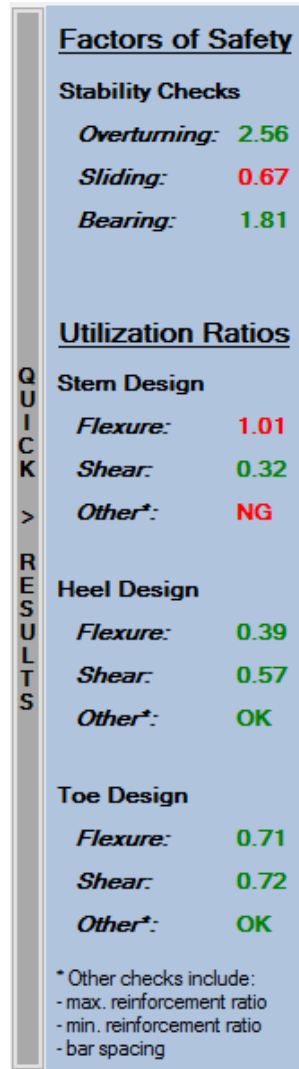 QUICK > RESULTS
Factors of Safety
Stability Checks
Overturning: 2.56
Sliding: 0.67
Bearing: 1.81
Utilization Ratios
Stem Design
Flexure: 1.01
Shear: 0.32
Other*: NG
Heel Design
Flexure: 0.39
Shear: 0.57
Other*: OK
Toe Design
Flexure: 0.71
Shear: 0.72
Other*: OK
* Other checks include:
- max. reinforcement ratio
- min. reinforcement ratio
- bar spacing